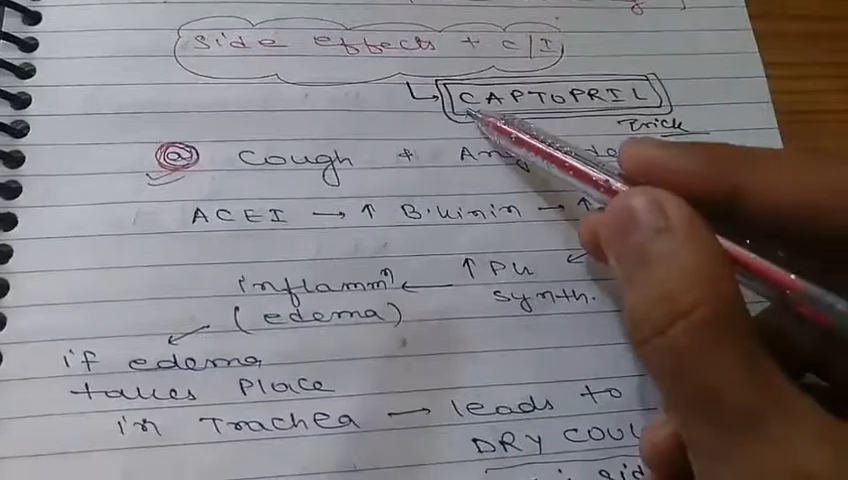 side effects + C/I
CAPTOPRIL
Trick
a Cough + Ang
ACEI → ↑ B.kinin → ↑
↑ PG
synth.
inflammⁿ ←
(edema)
if edema
takes Place
in Trachea → leads to
DRY COU